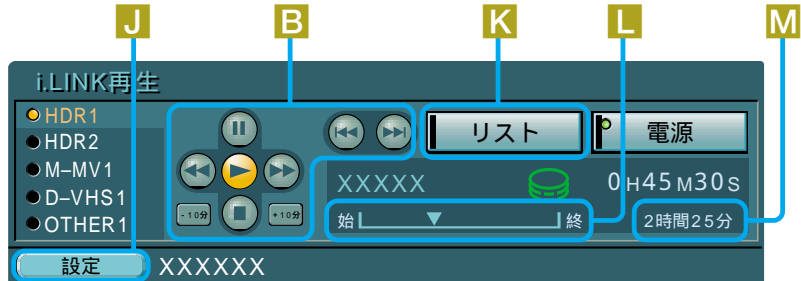 J B K L M
i.LINK再生
HDR1
HDR2
M–MV1
D–VHS1
OTHER1
-10分 +10分
リスト 電源
XXXXX 0H45M30S
始 終 2時間25分
設定 XXXXXX